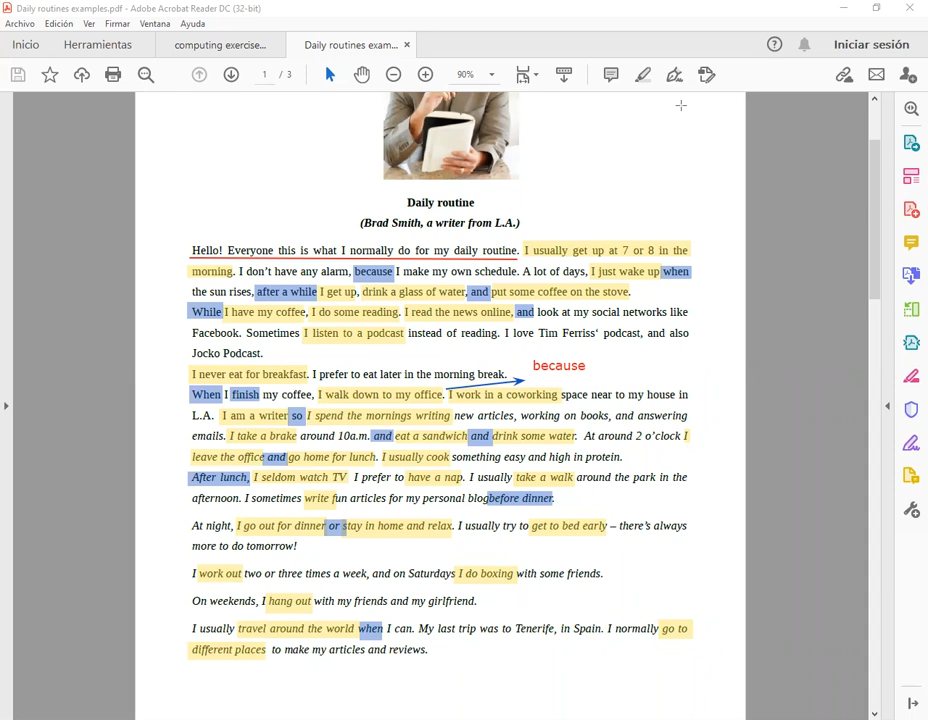 Daily routines examples.pdf - Adobe Acrobat Reader DC (32-bit)
Archivo Edición Ver Firmar Ventana Ayuda
Inicio Herramientas computing exercise... Daily routines exam... × Iniciar sesión
1 / 3 90%
Daily routine
(Brad Smith, a writer from L.A.)
Hello! Everyone this is what I normally do for my daily routine. I usually get up at 7 or 8 in the
morning. I don't have any alarm, because I make my own schedule. A lot of days, I just wake up when
the sun rises, after a while I get up, drink a glass of water, and put some coffee on the stove.
While I have my coffee, I do some reading. I read the news online, and look at my social networks like
Facebook. Sometimes I listen to a podcast instead of reading. I love Tim Ferriss' podcast, and also
Jocko Podcast.
because
I never eat for breakfast. I prefer to eat later in the morning break.
When I finish my coffee, I walk down to my office. I work in a coworking space near to my house in
L.A. I am a writer so I spend the mornings writing new articles, working on books, and answering
emails. I take a brake around 10a.m. and eat a sandwich and drink some water. At around 2 o'clock I
leave the office and go home for lunch. I usually cook something easy and high in protein.
After lunch, I seldom watch TV I prefer to have a nap. I usually take a walk around the park in the
afternoon. I sometimes write fun articles for my personal blog before dinner.
At night, I go out for dinner or stay in home and relax. I usually try to get to bed early – there's always
more to do tomorrow!
I work out two or three times a week, and on Saturdays I do boxing with some friends.
On weekends, I hang out with my friends and my girlfriend.
I usually travel around the world when I can. My last trip was to Tenerife, in Spain. I normally go to
different places to make my articles and reviews.